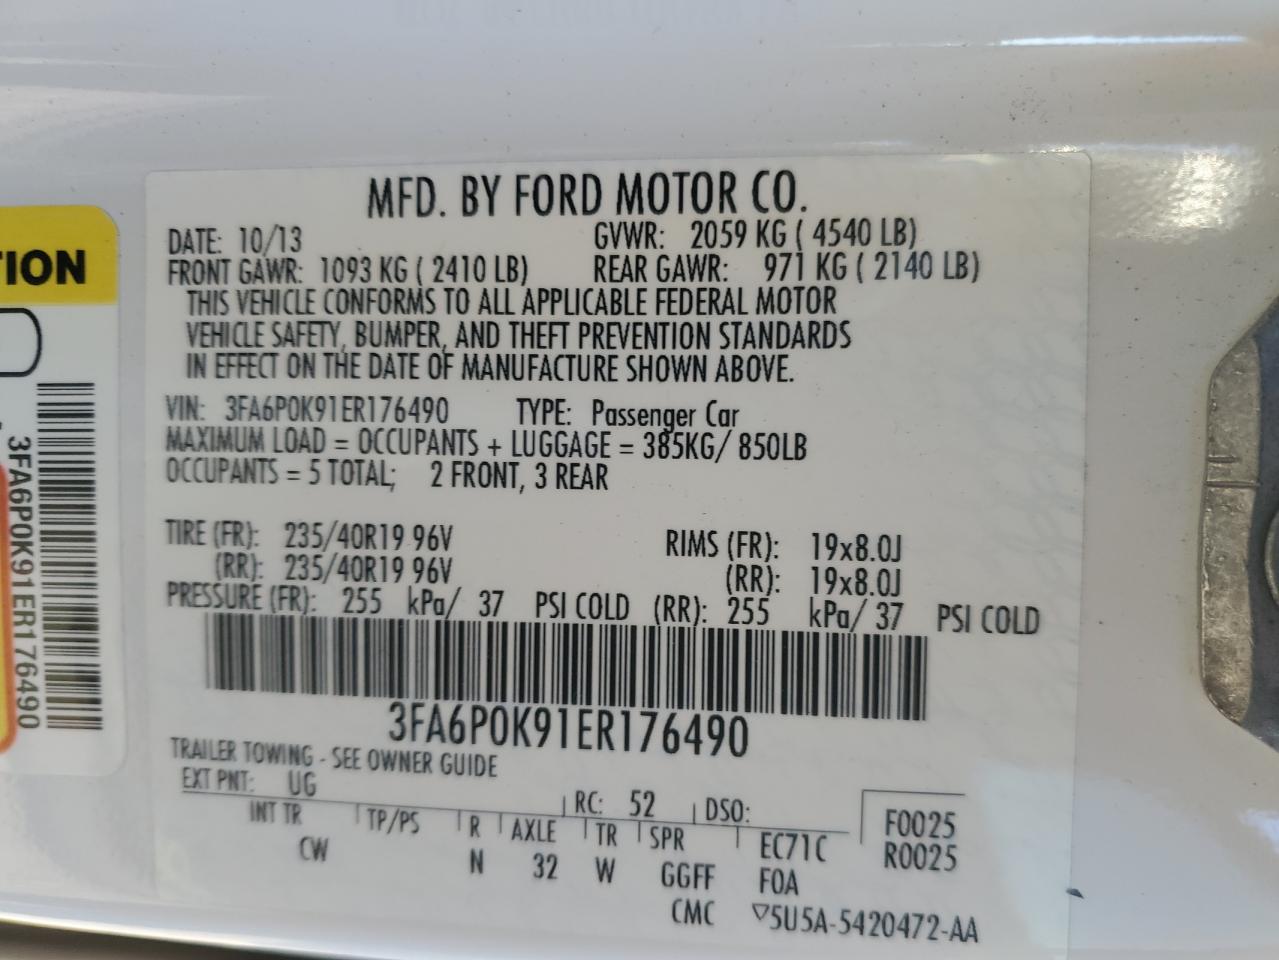 MFD. BY FORD MOTOR CO.
DATE: 10/13 GVWR: 2059 KG ( 4540 LB)
FRONT GAWR: 1093 KG ( 2410 LB) REAR GAWR: 971 KG ( 2140 LB)
THIS VEHICLE CONFORMS TO ALL APPLICABLE FEDERAL MOTOR
VEHICLE SAFETY, BUMPER, AND THEFT PREVENTION STANDARDS
IN EFFECT ON THE DATE OF MANUFACTURE SHOWN ABOVE.
VIN: 3FA6P0K91ER176490 TYPE: Passenger Car
MAXIMUM LOAD = OCCUPANTS + LUGGAGE = 385KG/ 850LB
OCCUPANTS = 5 TOTAL; 2 FRONT, 3 REAR
TIRE (FR): 235/40R19 96V RIMS (FR): 19x8.0J
(RR): 235/40R19 96V (RR): 19x8.0J
PRESSURE (FR): 255 kPa/ 37 PSI COLD (RR): 255 kPa/ 37 PSI COLD
3FA6P0K91ER176490
TRAILER TOWING - SEE OWNER GUIDE
EXT PNT: UG RC: 52 DSO:
INT TR TP/PS R AXLE TR SPR EC71C
CW N 32 W GGFF FOA
CMC ▽5U5A-5420472-AA
F0025
R0025
TION
3FA6P0K91ER176490